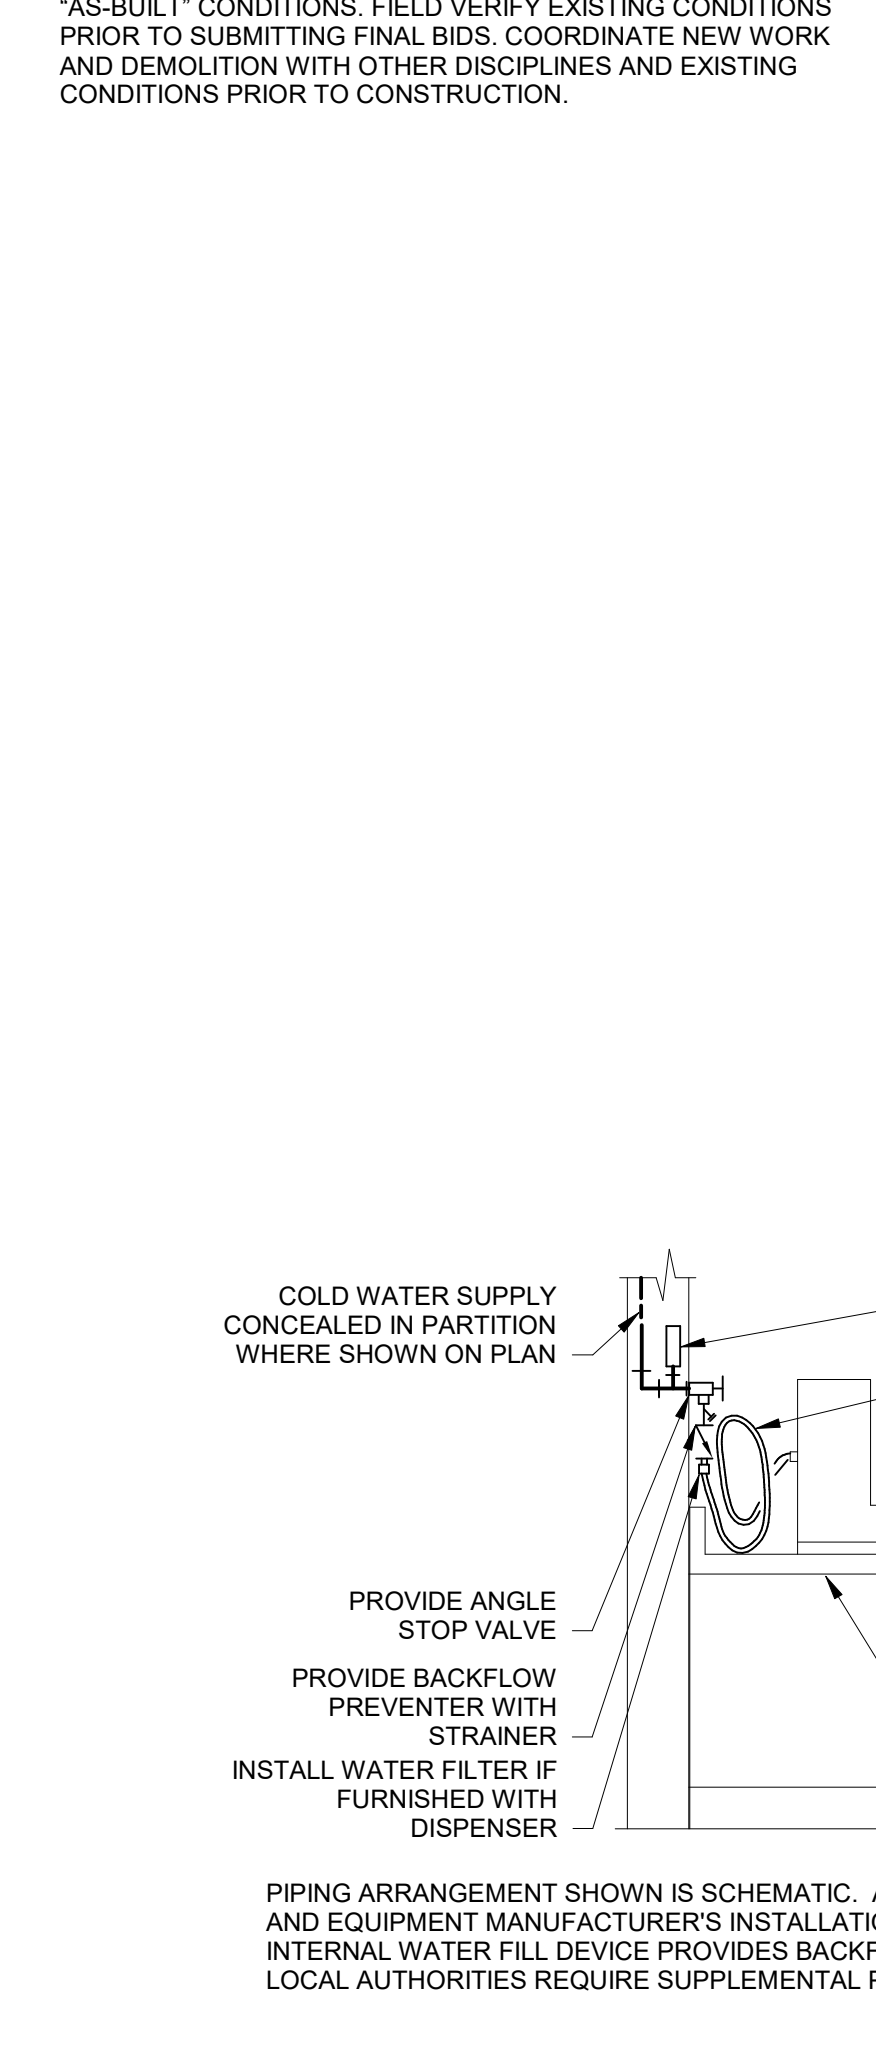 “AS-BUILT” CONDITIONS. FIELD VERIFY EXISTING CONDITIONS
PRIOR TO SUBMITTING FINAL BIDS. COORDINATE NEW WORK
AND DEMOLITION WITH OTHER DISCIPLINES AND EXISTING
CONDITIONS PRIOR TO CONSTRUCTION.
COLD WATER SUPPLY
CONCEALED IN PARTITION
WHERE SHOWN ON PLAN
PROVIDE ANGLE
STOP VALVE
PROVIDE BACKFLOW
PREVENTER WITH
STRAINER
INSTALL WATER FILTER IF
FURNISHED WITH
DISPENSER
PIPING ARRANGEMENT SHOWN IS SCHEMATIC.
AND EQUIPMENT MANUFACTURER'S
INTERNAL WATER FILL DEVICE PROVIDES
LOCAL AUTHORITIES REQUIRE SUPPLEMENTAL